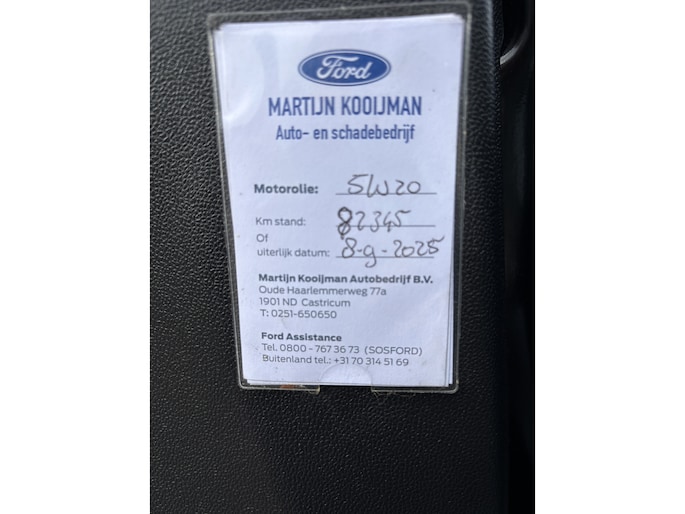 Ford
MARTIJN KOOIJMAN
Auto- en schadebedrijf
Motorolie: 5W20
Km stand: 82345
Of
uiterlijk datum: 8-9-2025
Martijn Kooijman Autobedrijf B.V.
Oude Haarlemmerweg 77a
1901 ND Castricum
T: 0251-650650
Ford Assistance
Tel. 0800 - 767 36 73 (SOSFORD)
Buitenland tel.: +31 70 314 51 69